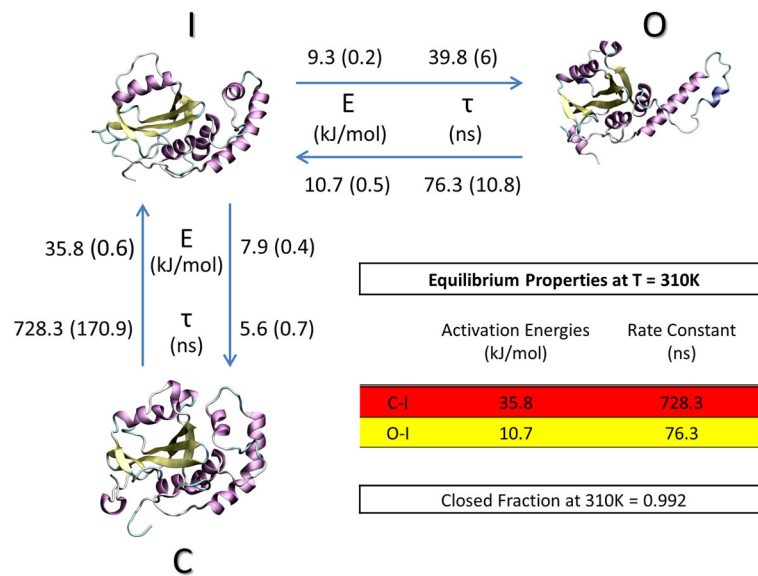 I
O
9.3 (0.2) 39.8 (6)
E τ
(kJ/mol) (ns)
10.7 (0.5) 76.3 (10.8)
35.8 (0.6) E 7.9 (0.4)
(kJ/mol)
728.3 (170.9) τ 5.6 (0.7)
(ns)
C
Equilibrium Properties at T = 310K
Activation Energies Rate Constant
(kJ/mol) (ns)
C-I 35.8 728.3
O-I 10.7 76.3
Closed Fraction at 310K = 0.992